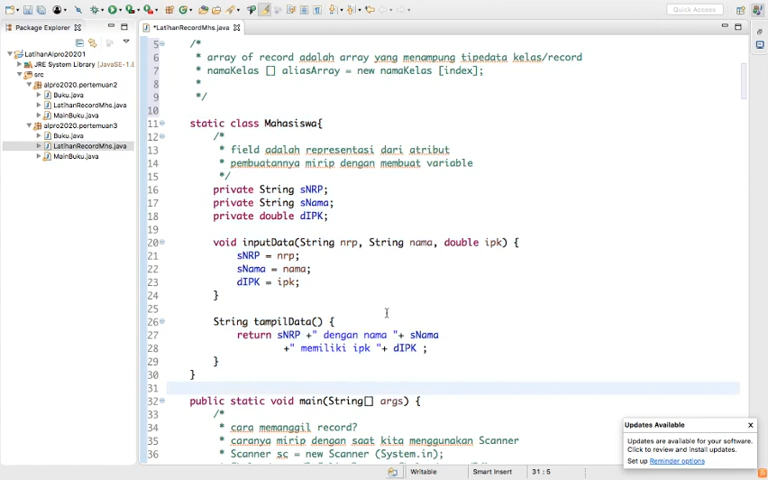 Quick Access
Package Explorer
*LatihanRecordMhs.java
LatihanAlpro20201
JRE System Library [JavaSE-1.8
src
alpro2020.pertemuan2
Buku.java
LatihanRecordMhs.java
MainBuku.java
alpro2020.pertemuan3
Buku.java
LatihanRecordMhs.java
MainBuku.java
5 /*
6 * array of record adalah array yang menampung tipedata kelas/record
7 * namaKelas [] aliasArray = new namaKelas [index];
8 *
9 */
10
11 static class Mahasiswa{
12 /*
13 * field adalah representasi dari atribut
14 * pembuatannya mirip dengan membuat variable
15 */
16 private String sNRP;
17 private String sNama;
18 private double dIPK;
19
20 void inputData(String nrp, String nama, double ipk) {
21 sNRP = nrp;
22 sNama = nama;
23 dIPK = ipk;
24 }
25
26 String tampilData() {
27 return sNRP +" dengan nama "+ sNama
28 +" memiliki ipk "+ dIPK ;
29 }
30 }
31
32 public static void main(String[] args) {
33 /*
34 * cara memanggil record?
35 * caranya mirip dengan saat kita menggunakan Scanner
36 * Scanner sc = new Scanner (System.in);
Updates Available
X
Updates are available for your software.
Click to review and install updates.
Set up Reminder options
Writable
Smart Insert
31 : 5